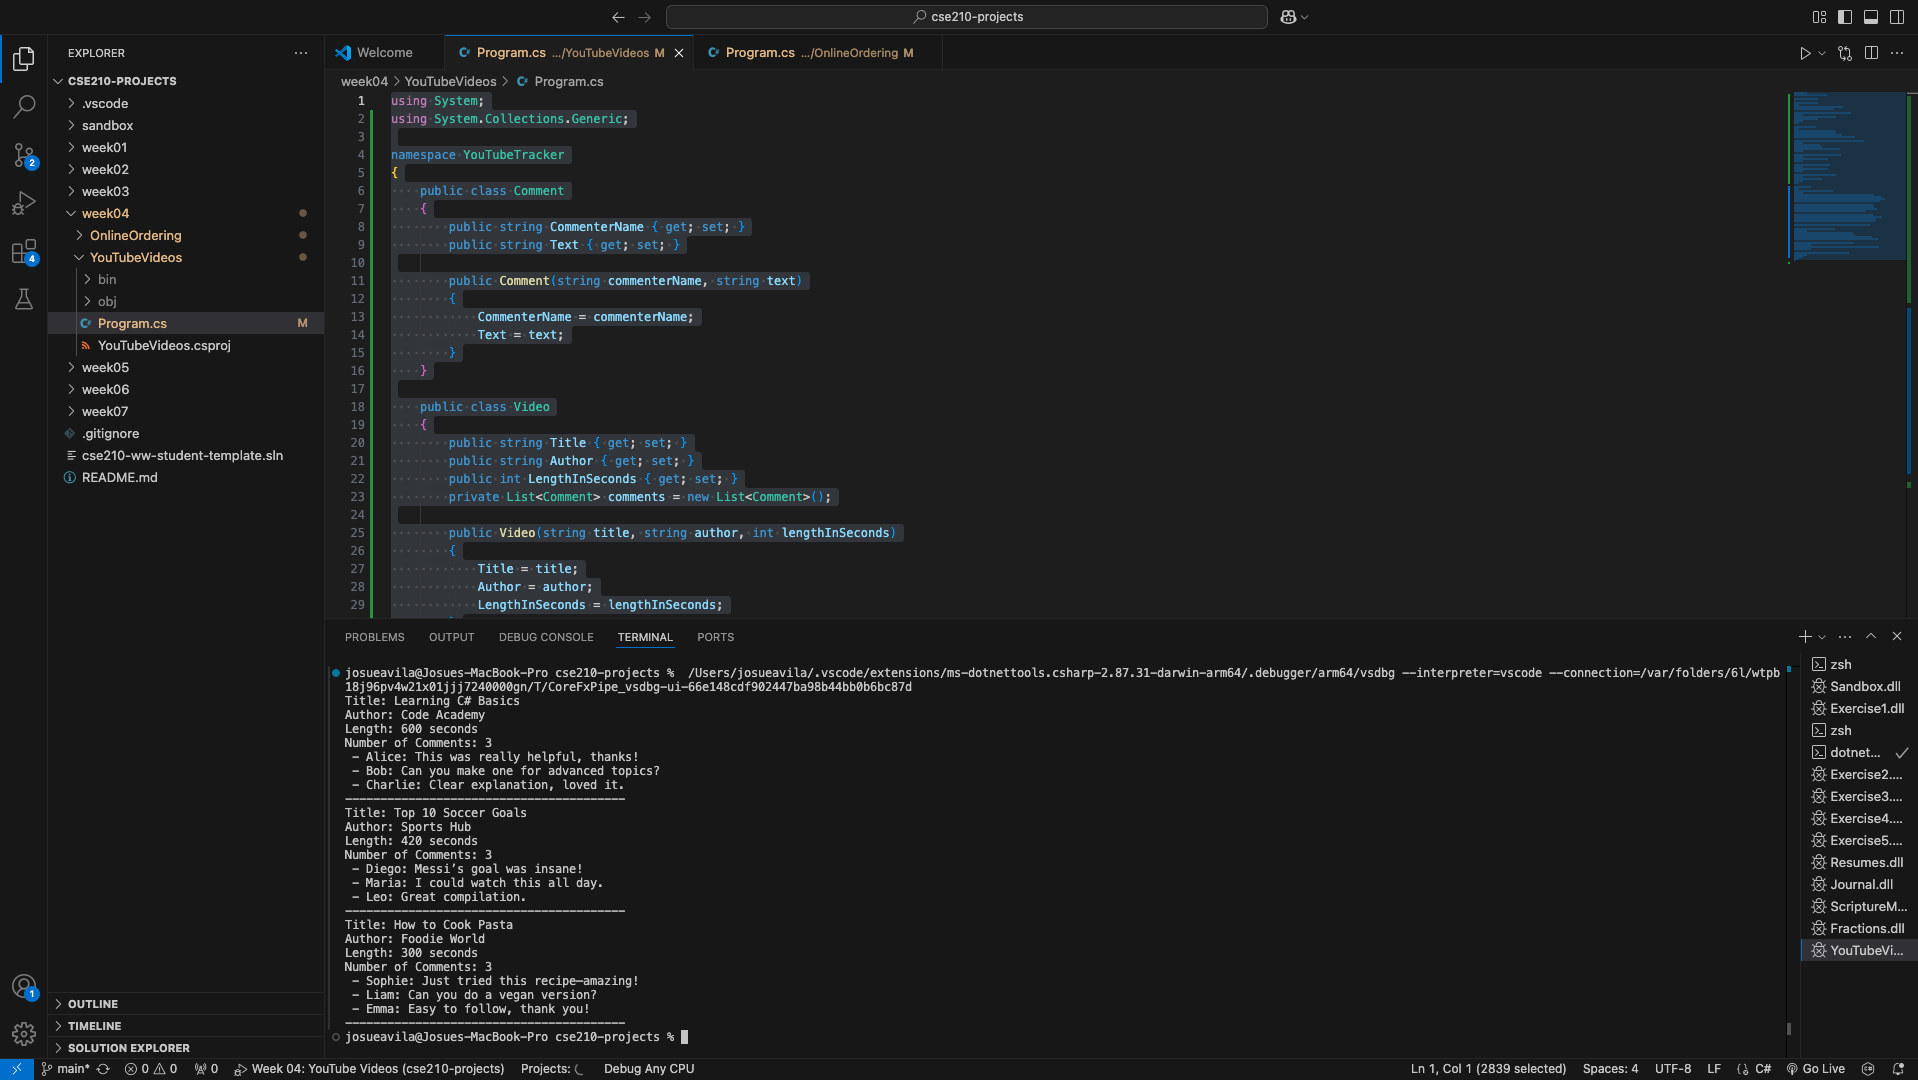 cse210-projects
EXPLORER
CSE210-PROJECTS
.vscode
sandbox
week01
week02
week03
week04
OnlineOrdering
YouTubeVideos
bin
obj
Program.cs M
YouTubeVideos.csproj
week05
week06
week07
.gitignore
cse210-ww-student-template.sln
README.md
OUTLINE
TIMELINE
SOLUTION EXPLORER
2
4
1
Welcome
Program.cs .../YouTubeVideos M
Program.cs .../OnlineOrdering M
week04 > YouTubeVideos > Program.cs
1 using System;
2 using System.Collections.Generic;
3
4 namespace YouTubeTracker
5 {
6 public class Comment
7 {
8 public string CommenterName { get; set; }
9 public string Text { get; set; }
10
11 public Comment(string commenterName, string text)
12 {
13 CommenterName = commenterName;
14 Text = text;
15 }
16 }
17
18 public class Video
19 {
20 public string Title { get; set; }
21 public string Author { get; set; }
22 public int LengthInSeconds { get; set; }
23 private List<Comment> comments = new List<Comment>();
24
25 public Video(string title, string author, int lengthInSeconds)
26 {
27 Title = title;
28 Author = author;
29 LengthInSeconds = lengthInSeconds;
PROBLEMS OUTPUT DEBUG CONSOLE TERMINAL PORTS
josueavila@Josues-MacBook-Pro cse210-projects % /Users/josueavila/.vscode/extensions/ms-dotnettools.csharp-2.87.31-darwin-arm64/.debugger/arm64/vsdbg --interpreter=vscode --connection=/var/folders/6l/wtpb
18j96pv4w21x01jjj7240000gn/T/CoreFxPipe_vsdbg-ui-66e148cdf902447ba98b44bb0b6bc87d
Title: Learning C# Basics
Author: Code Academy
Length: 600 seconds
Number of Comments: 3
- Alice: This was really helpful, thanks!
- Bob: Can you make one for advanced topics?
- Charlie: Clear explanation, loved it.
----------------------------------------
Title: Top 10 Soccer Goals
Author: Sports Hub
Length: 420 seconds
Number of Comments: 3
- Diego: Messi’s goal was insane!
- Maria: I could watch this all day.
- Leo: Great compilation.
----------------------------------------
Title: How to Cook Pasta
Author: Foodie World
Length: 300 seconds
Number of Comments: 3
- Sophie: Just tried this recipe—amazing!
- Liam: Can you do a vegan version?
- Emma: Easy to follow, thank you!
----------------------------------------
josueavila@Josues-MacBook-Pro cse210-projects %
zsh
Sandbox.dll
Exercise1.dll
zsh
dotnet...
Exercise2....
Exercise3....
Exercise4....
Exercise5....
Resumes.dll
Journal.dll
ScriptureM...
Fractions.dll
YouTubeVi...
main* 0 0 0 Week 04: YouTube Videos (cse210-projects) Projects: Debug Any CPU Ln 1, Col 1 (2839 selected) Spaces: 4 UTF-8 LF {} C# Go Live